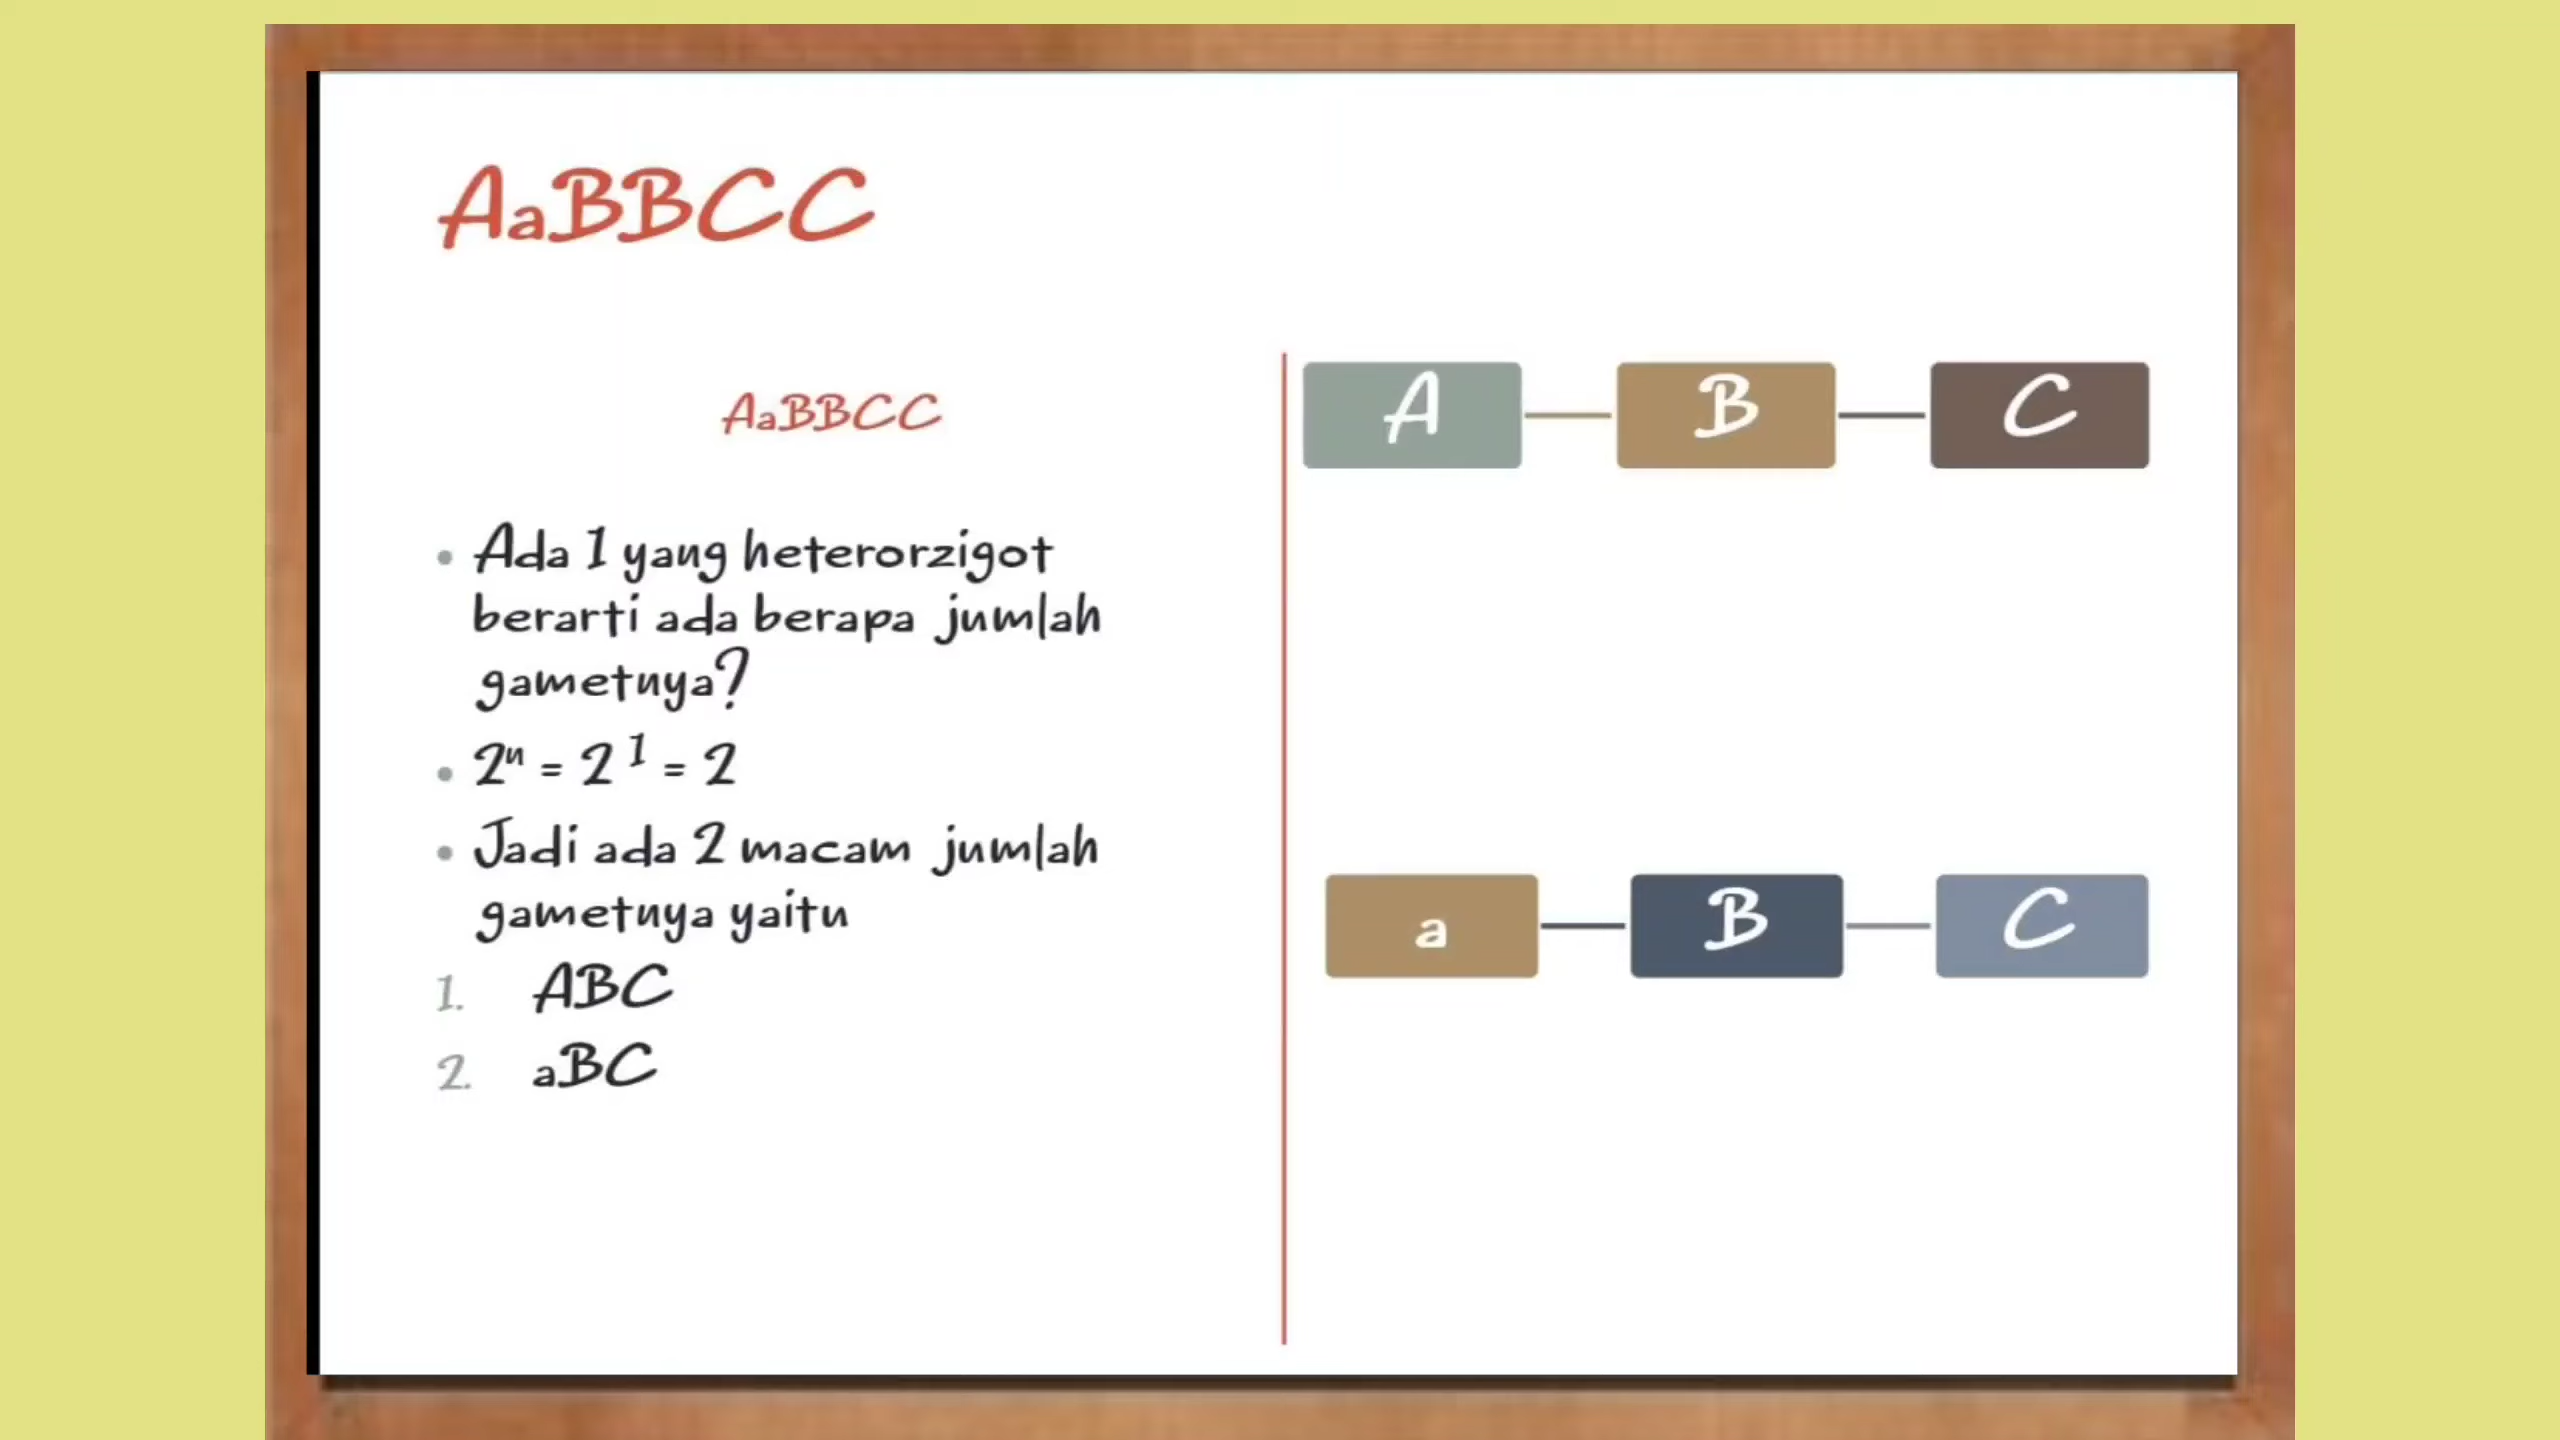 AaBBCC
AaBBCC
• Ada 1 yang heterorzigot
berarti ada berapa jumlah
gametnya?
• 2ⁿ = 2¹ = 2
• Jadi ada 2 macam jumlah
gametnya yaitu
1. ABC
2. aBC
A B C
a B C